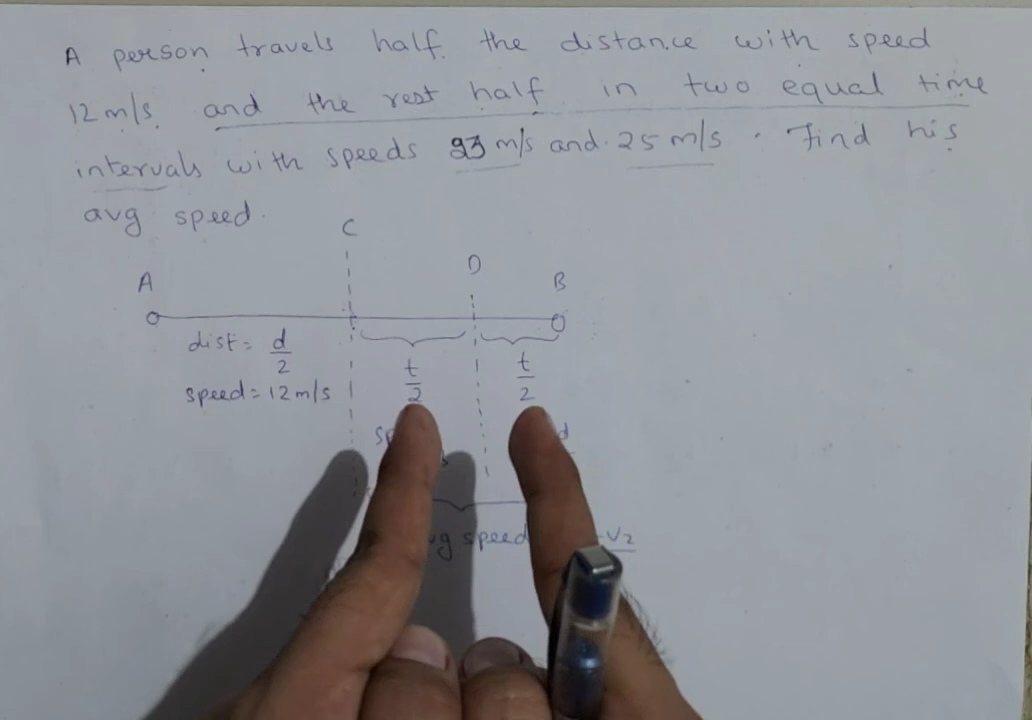 A person travels half the distance with speed
12 m/s and the rest half in two equal time
intervals with speeds 23 m/s and 25 m/s. Find his
avg speed.
C
D
A
B
dist = d/2
speed = 12 m/s
t/2
t/2
speed
V2